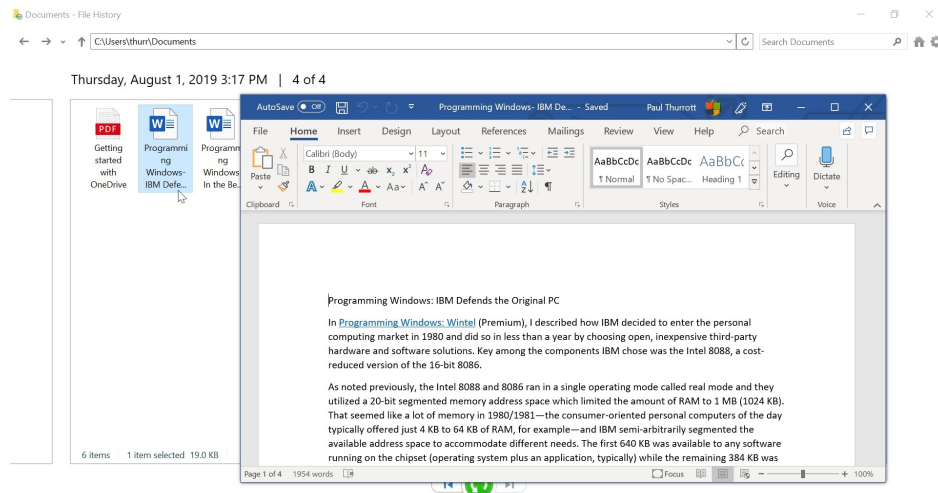 Documents - File History
C:\Users\thurr\Documents
Search Documents
Thursday, August 1, 2019 3:17 PM | 4 of 4
PDF
Getting
started
with
OneDrive
Programmi
ng
Windows-
IBM Defe...
Programm
ng
Windows
In the Be..
6 items 1 item selected 19.0 KB
AutoSave Off Programming Windows- IBM De... - Saved Paul Thurrott
File Home Insert Design Layout References Mailings Review View Help Search
Paste
Calibri (Body) 11
B I U ab x₂ x²
A A Aa A A
AaBbCcDc AaBbCcDc AaBbC
¶ Normal ¶ No Spac... Heading 1
Editing
Dictate
Clipboard Font Paragraph Styles Voice
Programming Windows: IBM Defends the Original PC
In Programming Windows: Wintel (Premium), I described how IBM decided to enter the personal
computing market in 1980 and did so in less than a year by choosing open, inexpensive third-party
hardware and software solutions. Key among the components IBM chose was the Intel 8088, a cost-
reduced version of the 16-bit 8086.
As noted previously, the Intel 8088 and 8086 ran in a single operating mode called real mode and they
utilized a 20-bit segmented memory address space which limited the amount of RAM to 1 MB (1024 KB).
That seemed like a lot of memory in 1980/1981—the consumer-oriented personal computers of the day
typically offered just 4 KB to 64 KB of RAM, for example—and IBM semi-arbitrarily segmented the
available address space to accommodate different needs. The first 640 KB was available to any software
running on the chipset (operating system plus an application, typically) while the remaining 384 KB was
Page 1 of 4 1954 words Focus 100%